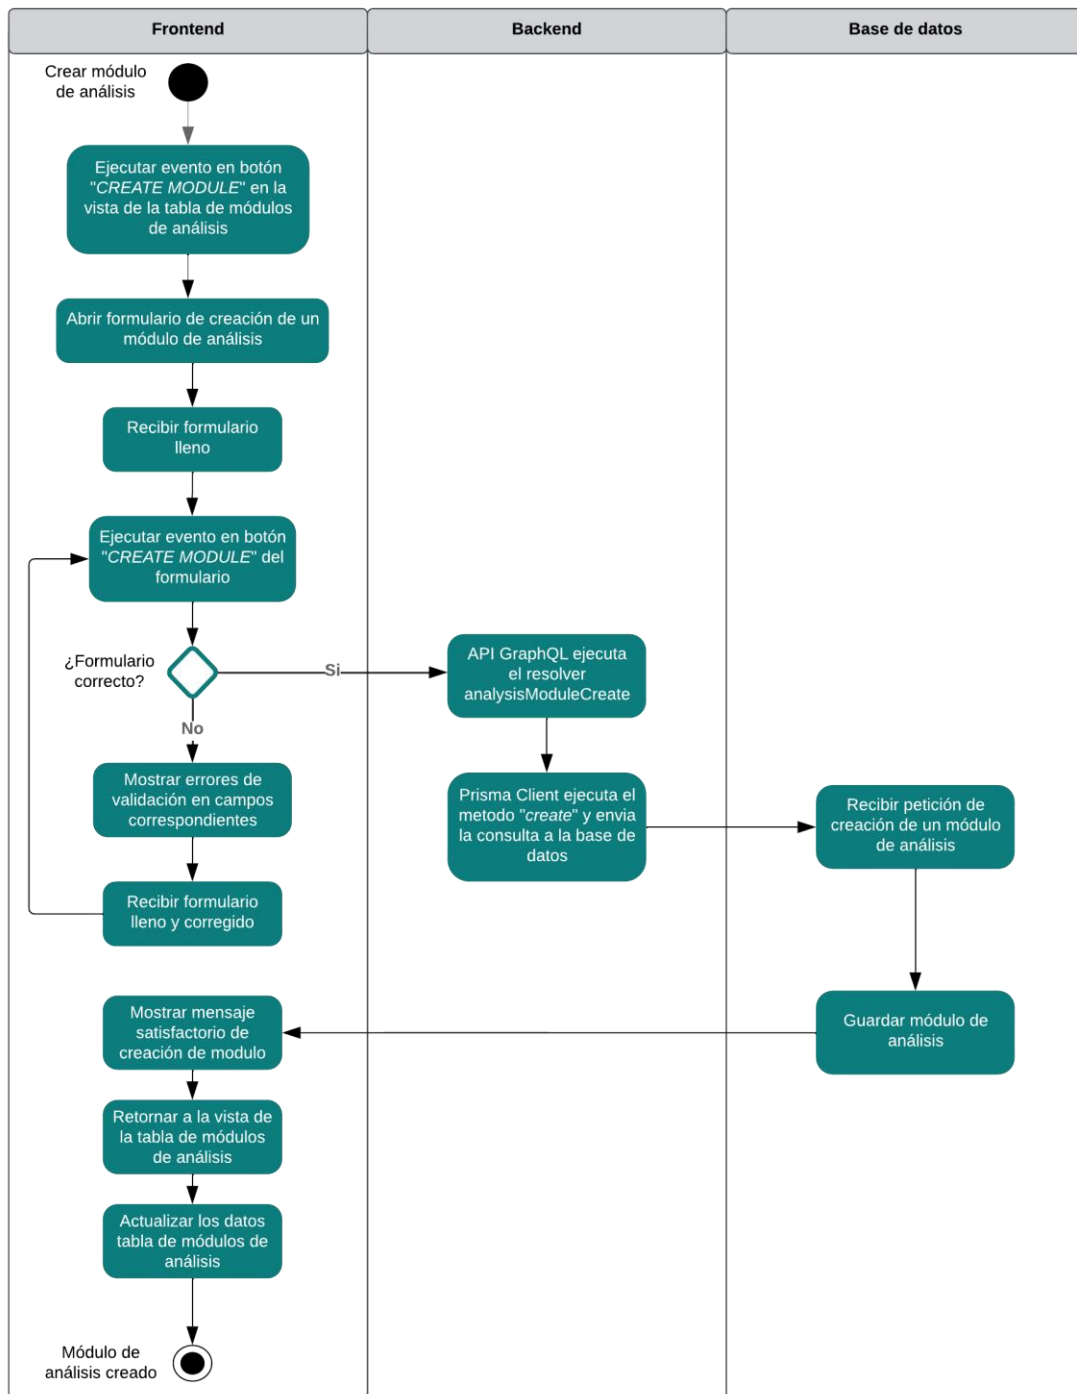 Frontend
Backend
Base de datos
Crear módulo
de análisis
Ejecutar evento en botón
"CREATE MODULE" en la
vista de la tabla de módulos
de análisis
Abrir formulario de creación de un
módulo de análisis
Recibir formulario
lleno
Ejecutar evento en botón
"CREATE MODULE" del
formulario
¿Formulario
correcto?
Si
No
API GraphQL ejecuta
el resolver
analysisModuleCreate
Mostrar errores de
validación en campos
correspondientes
Prisma Client ejecuta el
metodo "create" y envia
la consulta a la base de
datos
Recibir petición de
creación de un módulo
de análisis
Recibir formulario
lleno y corregido
Guardar módulo de
análisis
Mostrar mensaje
satisfactorio de
creación de modulo
Retornar a la vista de
la tabla de módulos
de análisis
Actualizar los datos
tabla de módulos de
análisis
Módulo de
análisis creado